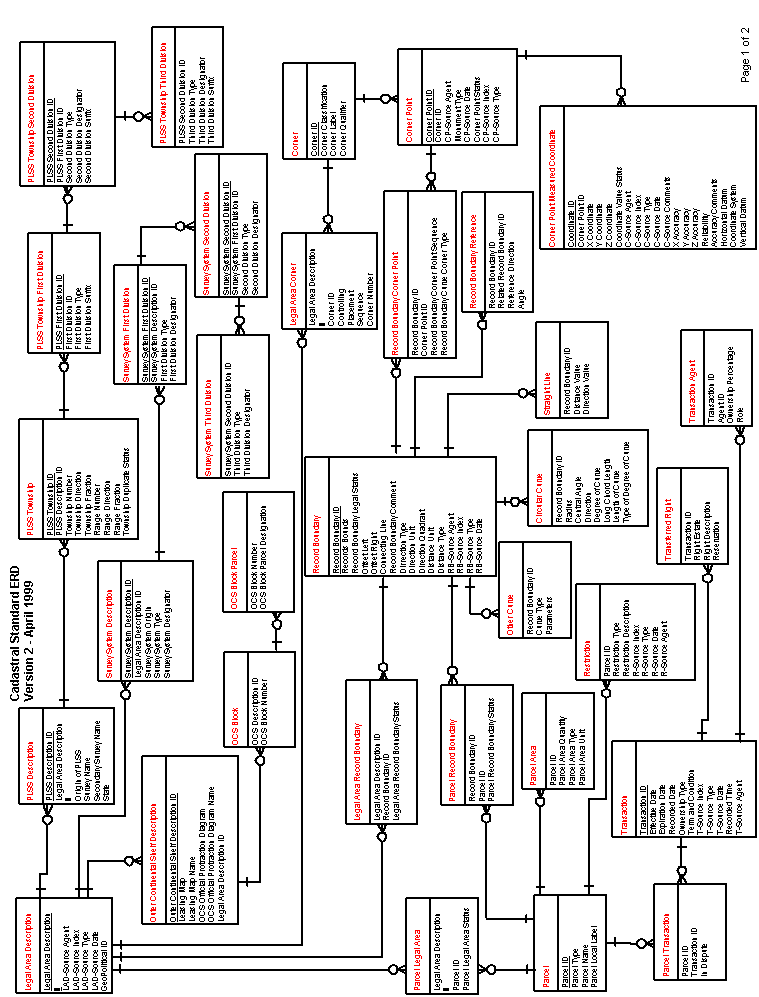 Cadastral Standard ERD
Version 2 - April 1999
Legal Area Description
Legal Area Description
ID
LAD-Source Agent
LAD-Source Index
LAD-Source Type
LAD-Source Date
GeoPolitical ID
PLSS Description
PLSS Description ID
Legal Area Description
ID
Origin of PLSS
Survey Name
Secondary Survey Name
State
PLSS Township
PLSS Township ID
PLSS Description ID
Township Number
Township Direction
Township Fraction
Range Number
Range Direction
Range Fraction
Township Duplicate Status
PLSS Township First Division
PLSS First Division ID
PLSS Township ID
First Division ID
First Division Type
First Division Suffix
PLSS Township Second Division
PLSS Second Division ID
PLSS First Division ID
Second Division Type
Second Division Designator
Second Division Suffix
PLSS Township Third Division
PLSS Second Division ID
Third Division Type
Third Division Designator
Third Division Suffix
Survey System Description
Survey System Description ID
Legal Area Description ID
Survey System Origin
Survey System Type
Survey System Designator
Survey System First Division
Survey System First Division ID
Survey System Description ID
First Division Type
First Division Designator
Survey System Second Division
Survey System Second Division ID
Survey System First Division ID
Second Division Type
Second Division Designator
Survey System Third Division
Survey System Second Division ID
Third Division Type
Third Division Designator
Outer Continental Shelf Description
Outer Continental Shelf Description ID
Leasing Map
Leasing Map Name
OCS Official Protraction Diagram
OCS Official Protraction Diagram Name
Legal Area Description ID
OCS Block
OCS Description ID
OCS Block Number
OCS Block Parcel
OCS Block Number
OCS Block Parcel Designation
Legal Area Corner
Legal Area Description
ID
Corner ID
Controlling
Placement
Sequence
Corner Number
Corner
Corner ID
Corner Classification
Corner Label
Corner Qualifier
Corner Point
Corner Point ID
Corner ID
CP-Source Agent
Monument Type
CP-Source Date
Corner Point Status
CP-Source Index
CP-Source Type
Record Boundary
Record Boundary ID
Records Bounds
Record Boundary Legal Status
Offset Left
Offset Right
Connecting Line
Record Boundary Comment
Direction Type
Direction Unit
Direction Quadrant
Distance Unit
Distance Type
RB-Source Agent
RB-Source Index
RB-Source Type
RB-Source Date
Record Boundary Corner Point
Record Boundary ID
Corner Point ID
Record Boundary Corner Point Sequence
Record Boundary Curve Corner Type
Record Boundary Reference
Record Boundary ID
Related Record Boundary ID
Reference Direction
Angle
Corner Point Measured Coordinate
Coordinate ID
Corner Point ID
X Coordinate
Y Coordinate
Z Coordinate
Coordinate Value Status
C-Source Agent
C-Source Index
C-Source Type
C-Source Date
C-Source Comments
X Accuracy
Y Accuracy
Z Accuracy
Reliability
Accuracy Comments
Horizontal Datum
Coordinate System
Vertical Datum
Legal Area Record Boundary
Legal Area Description ID
Record Boundary ID
Legal Area Record Boundary Status
Parcel Record Boundary
Record Boundary ID
Parcel ID
Parcel Record Boundary Status
Other Curve
Record Boundary ID
Curve Type
Parameters
Circular Curve
Record Boundary ID
Radius
Central Angle
Direction
Degree of Curve
Long Chord Length
Length of Curve
Type of Degree of Curve
Straight Line
Record Boundary ID
Distance Value
Direction Value
Parcel Legal Area
Legal Area Description
ID
Parcel ID
Parcel Legal Area Status
Parcel
Parcel ID
Parcel Type
Parcel Name
Parcel Local Label
Parcel Area
Parcel ID
Parcel Area Quantity
Parcel Area Type
Parcel Area Unit
Restriction
Parcel ID
Restriction Type
Restriction Description
R-Source Index
R-Source Type
R-Source Date
R-Source Agent
Parcel Transaction
Parcel ID
Transaction ID
In Dispute
Transaction
Transaction ID
Effective Date
Expiration Date
Recorded Date
Ownership Type
Term and Condition
T-Source Index
T-Source Type
T-Source Date
Recorded Time
T-Source Agent
Transferred Right
Transaction ID
Right Estate
Right Description
Reservation
Transaction Agent
Transaction ID
Agent ID
Ownership Percentage
Role
Page 1 of 2